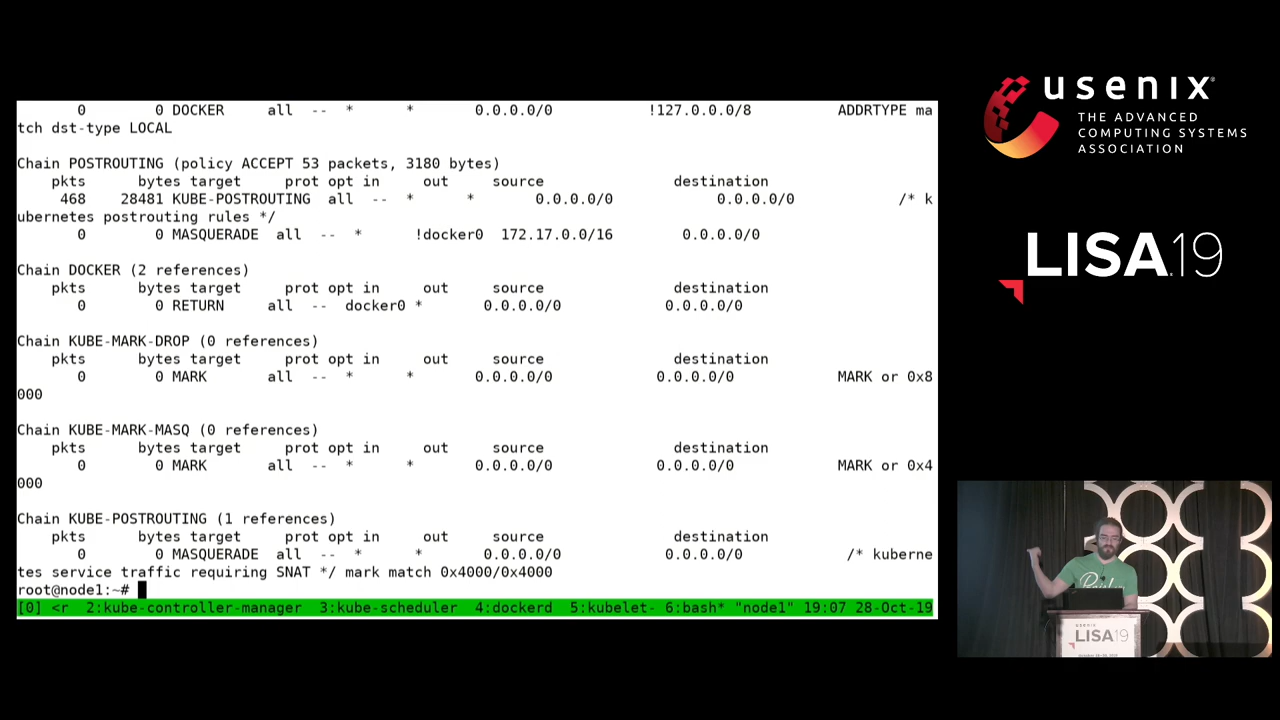 0 0 DOCKER all -- * * 0.0.0.0/0 !127.0.0.0/8 ADDRTYPE ma
tch dst-type LOCAL
Chain POSTROUTING (policy ACCEPT 53 packets, 3180 bytes)
pkts bytes target prot opt in out source destination
468 28481 KUBE-POSTROUTING all -- * * 0.0.0.0/0 0.0.0.0/0 /* k
ubernetes postrouting rules */
0 0 MASQUERADE all -- * !docker0 172.17.0.0/16 0.0.0.0/0
Chain DOCKER (2 references)
pkts bytes target prot opt in out source destination
0 0 RETURN all -- docker0 * 0.0.0.0/0 0.0.0.0/0
Chain KUBE-MARK-DROP (0 references)
pkts bytes target prot opt in out source destination
0 0 MARK all -- * * 0.0.0.0/0 0.0.0.0/0 MARK or 0x8
000
Chain KUBE-MARK-MASQ (0 references)
pkts bytes target prot opt in out source destination
0 0 MARK all -- * * 0.0.0.0/0 0.0.0.0/0 MARK or 0x4
000
Chain KUBE-POSTROUTING (1 references)
pkts bytes target prot opt in out source destination
0 0 MASQUERADE all -- * * 0.0.0.0/0 0.0.0.0/0 /* kuberne
tes service traffic requiring SNAT */ mark match 0x4000/0x4000
root@node1:~#
[0] <r 2:kube-controller-manager 3:kube-scheduler 4:dockerd 5:kubelet- 6:bash* "node1" 19:07 28-Oct-19
usenix
THE ADVANCED
COMPUTING SYSTEMS
ASSOCIATION
LISA19
usenix
LISA19